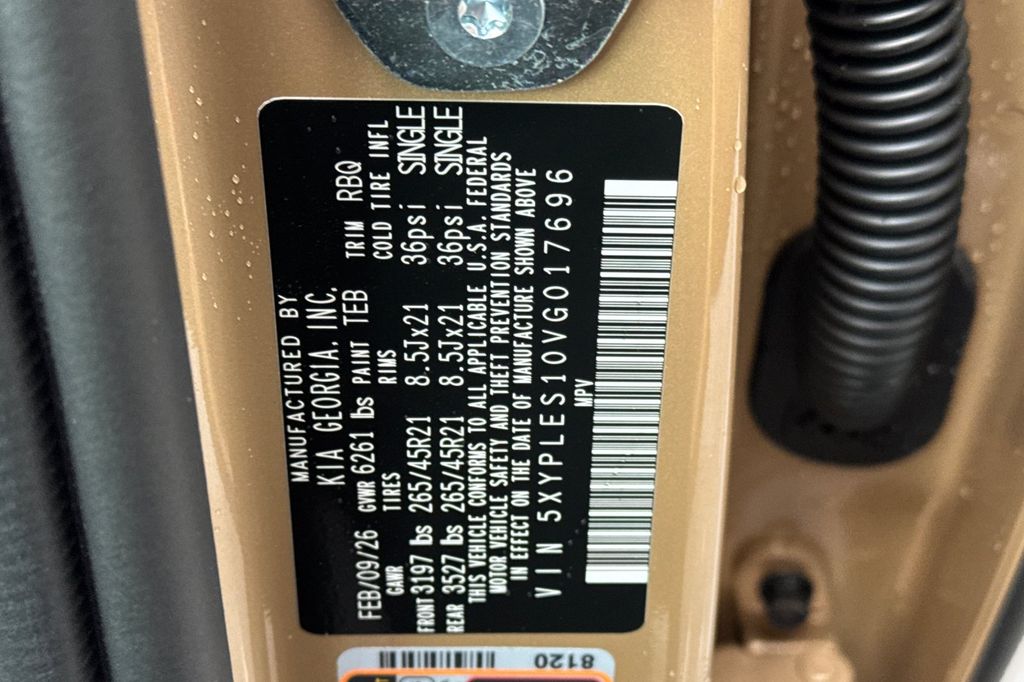 MANUFACTURED BY
KIA GEORGIA, INC.
FEB/09/26 GVWR 6261 lbs PAINT TEB TRIM RBQ
GAWR TIRES RIMS COLD TIRE INFL
FRONT 3197 lbs 265/45R21 8.5Jx21 36psi SINGLE
REAR 3527 lbs 265/45R21 8.5Jx21 36psi SINGLE
THIS VEHICLE CONFORMS TO ALL APPLICABLE U.S.A. FEDERAL
MOTOR VEHICLE SAFETY AND THEFT PREVENTION STANDARDS
IN EFFECT ON THE DATE OF MANUFACTURE SHOWN ABOVE
VIN 5XYPLES10VG017696
MPV
8120